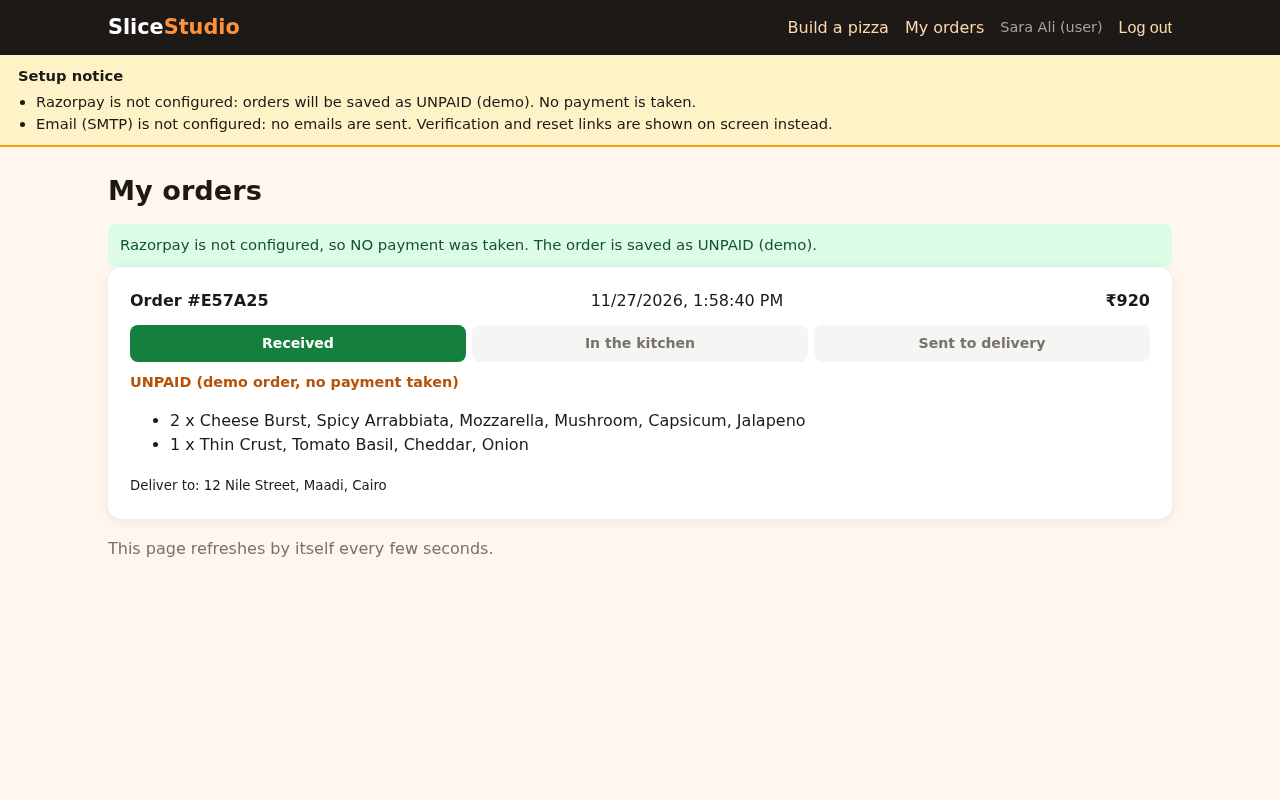 SliceStudio
Build a pizza My orders Sara Ali (user) Log out
Setup notice
• Razorpay is not configured: orders will be saved as UNPAID (demo). No payment is taken.
• Email (SMTP) is not configured: no emails are sent. Verification and reset links are shown on screen instead.
My orders
Razorpay is not configured, so NO payment was taken. The order is saved as UNPAID (demo).
Order #E57A25 11/27/2026, 1:58:40 PM ₹920
Received In the kitchen Sent to delivery
UNPAID (demo order, no payment taken)
• 2 x Cheese Burst, Spicy Arrabbiata, Mozzarella, Mushroom, Capsicum, Jalapeno
• 1 x Thin Crust, Tomato Basil, Cheddar, Onion
Deliver to: 12 Nile Street, Maadi, Cairo
This page refreshes by itself every few seconds.